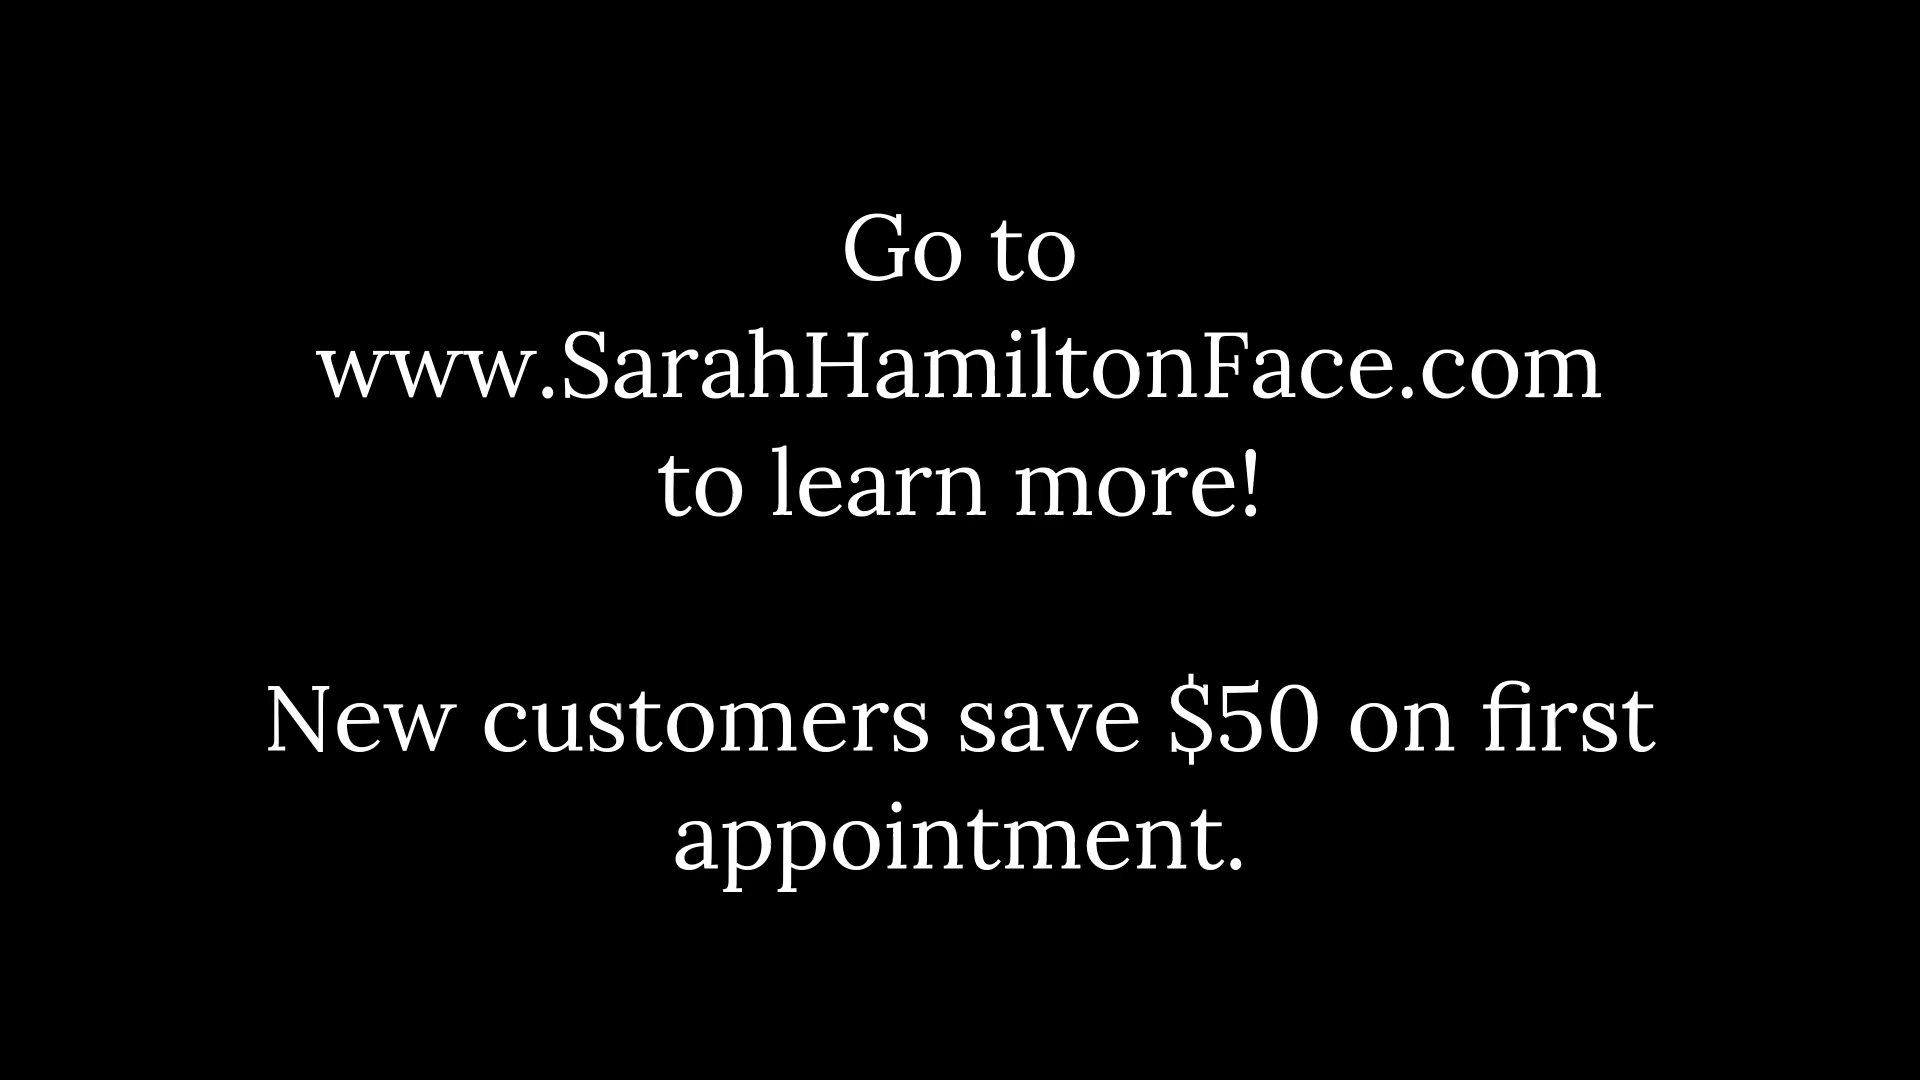 Go to
www.SarahHamiltonFace.com
to learn more!
New customers save $50 on first
appointment.